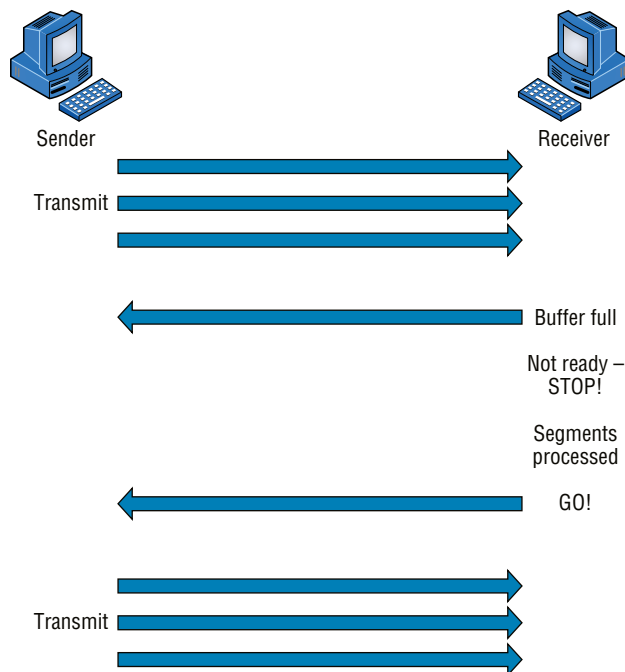 Sender
Receiver
Transmit
Buffer full
Not ready –
STOP!
Segments
processed
GO!
Transmit